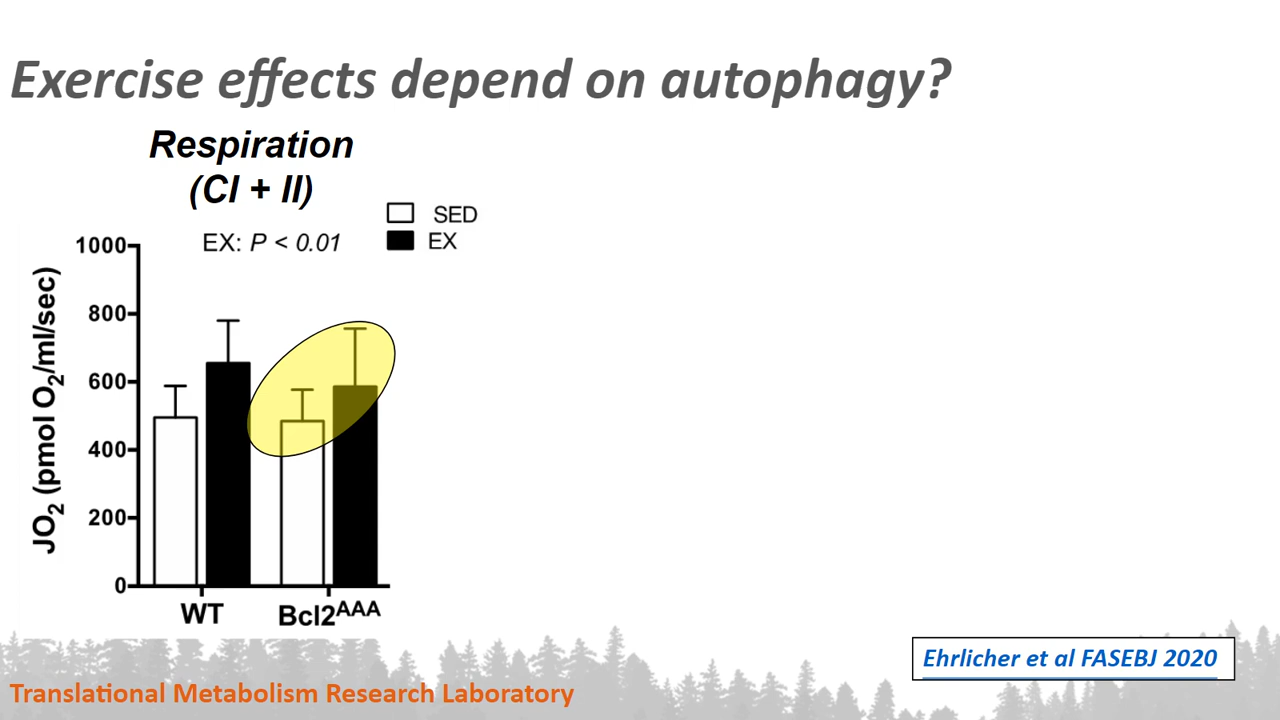 Exercise effects depend on autophagy?
Respiration
(CI + II)
SED
EX: P < 0.01
EX
1000
800
600
400
200
0
JO2 (pmol O2/ml/sec)
WT
Bcl2AAA
Ehrlicher et al FASEBJ 2020
Translational Metabolism Research Laboratory